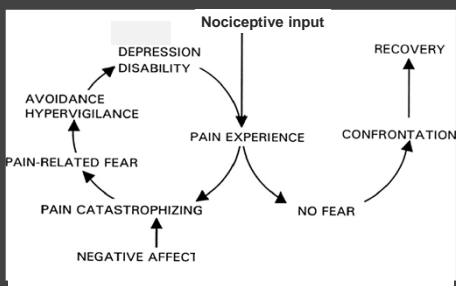 Nociceptive input
DEPRESSION
DISABILITY
RECOVERY
AVOIDANCE
HYPERVIGILANCE
PAIN EXPERIENCE
CONFRONTATION
PAIN-RELATED FEAR
PAIN CATASTROPHIZING
NO FEAR
NEGATIVE AFFECT